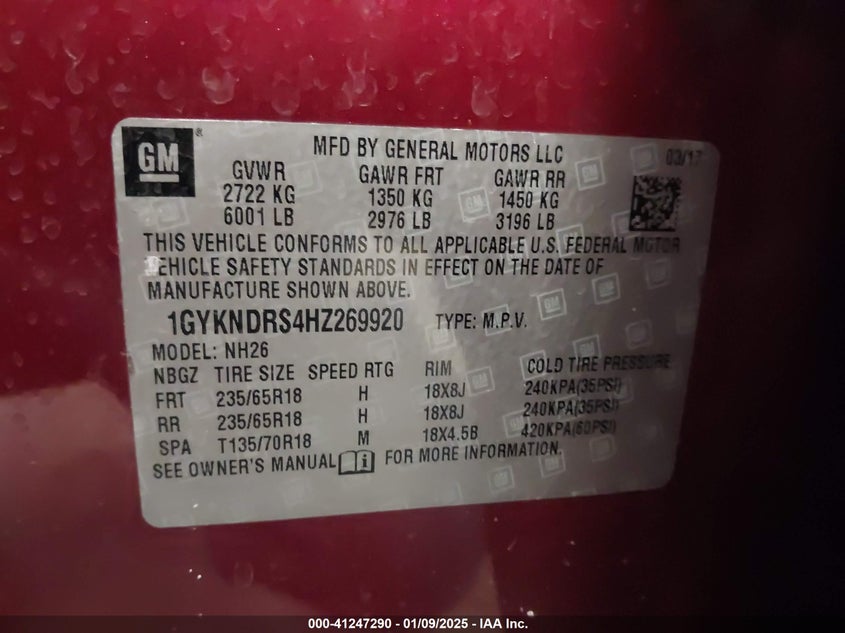 GM®
MFD BY GENERAL MOTORS LLC 03/17
GVWR GAWR FRT GAWR RR
2722 KG 1350 KG 1450 KG
6001 LB 2976 LB 3196 LB
THIS VEHICLE CONFORMS TO ALL APPLICABLE U.S. FEDERAL MOTOR
VEHICLE SAFETY STANDARDS IN EFFECT ON THE DATE OF
MANUFACTURE SHOWN ABOVE.
1GYKNDRS4HZ269920 TYPE: M.P.V.
MODEL: NH26
NBGZ TIRE SIZE SPEED RTG RIM COLD TIRE PRESSURE
FRT 235/65R18 H 18X8J 240KPA(35PSI)
RR 235/65R18 H 18X8J 240KPA(35PSI)
SPA T135/70R18 M 18X4.5B 420KPA(60PSI)
SEE OWNER'S MANUAL i FOR MORE INFORMATION.
000-41247290 - 01/09/2025 - IAA Inc.